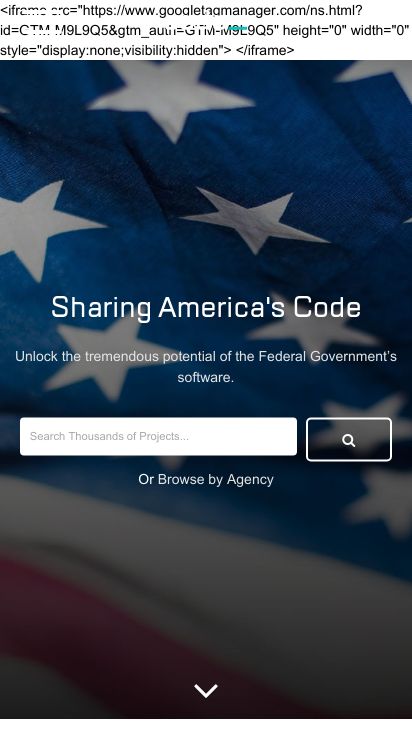 <iframe src="https://www.googletagmanager.com/ns.html?
id=GTM-M9L9Q5&gtm_auth=GTM-M9L9Q5" height="0" width="0"
style="display:none;visibility:hidden"> </iframe>
Sharing America's Code
Unlock the tremendous potential of the Federal Government’s
software.
Search Thousands of Projects...
Or Browse by Agency